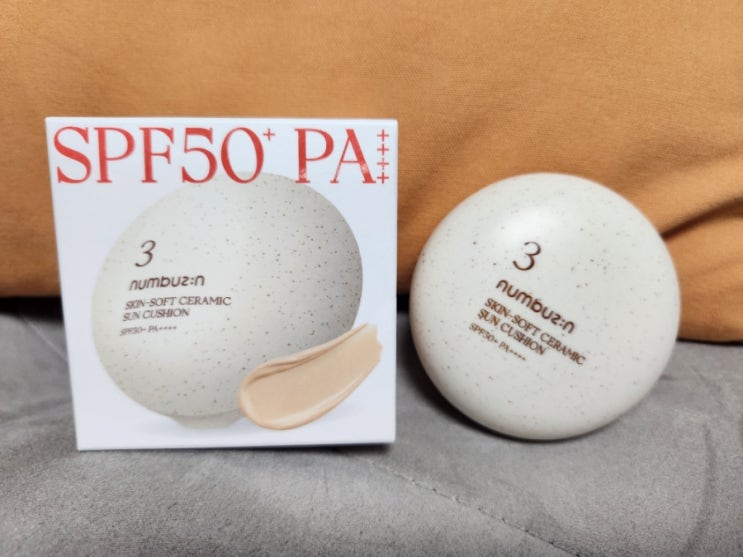 SPF50+ PA++++
3
numbuz:n
SKIN-SOFT CERAMIC
SUN CUSHION
SPF50+ PA++++
3
numbuz:n
SKIN-SOFT CERAMIC
SUN CUSHION
SPF50+ PA++++